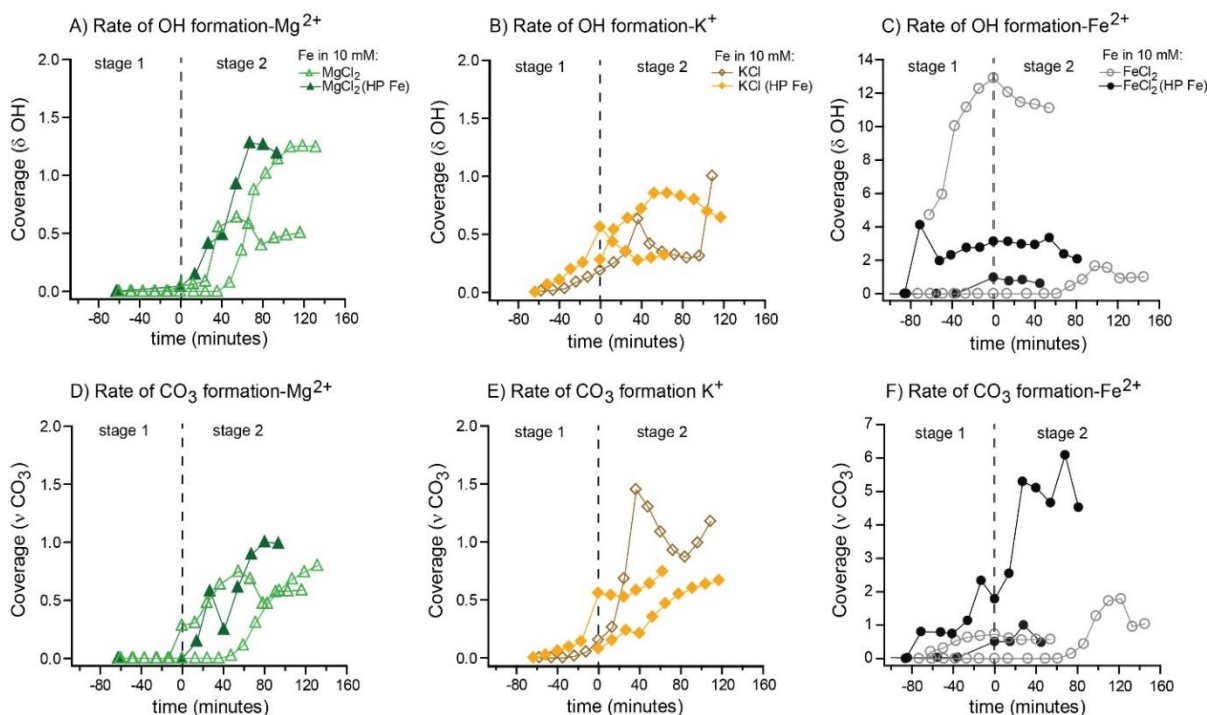 A) Rate of OH formation-Mg²⁺
Fe in 10 mM:
MgCl₂
MgCl₂(HP Fe)
stage 1
stage 2
Coverage (δ OH)
2.0
1.5
1.0
0.5
0.0
-80 -40 0 40 80 120 160
time (minutes)
B) Rate of OH formation-K⁺
Fe in 10 mM:
KCl
KCl (HP Fe)
stage 1
stage 2
Coverage (δ OH)
2.0
1.5
1.0
0.5
0.0
-80 -40 0 40 80 120 160
time (minutes)
C) Rate of OH formation-Fe²⁺
Fe in 10 mM:
FeCl₂
FeCl₂(HP Fe)
stage 1
stage 2
Coverage (δ OH)
14
12
10
8
6
4
2
0
-80 -40 0 40 80 120 160
time (minutes)
D) Rate of CO₃ formation-Mg²⁺
stage 1
stage 2
Coverage (ν CO₃)
2.0
1.5
1.0
0.5
0.0
-80 -40 0 40 80 120 160
time (minutes)
E) Rate of CO₃ formation K⁺
stage 1
stage 2
Coverage (ν CO₃)
2.0
1.5
1.0
0.5
0.0
-80 -40 0 40 80 120 160
time (minutes)
F) Rate of CO₃ formation-Fe²⁺
stage 1
stage 2
Coverage (ν CO₃)
7
6
5
4
3
2
1
0
-80 -40 0 40 80 120 160
time (minutes)